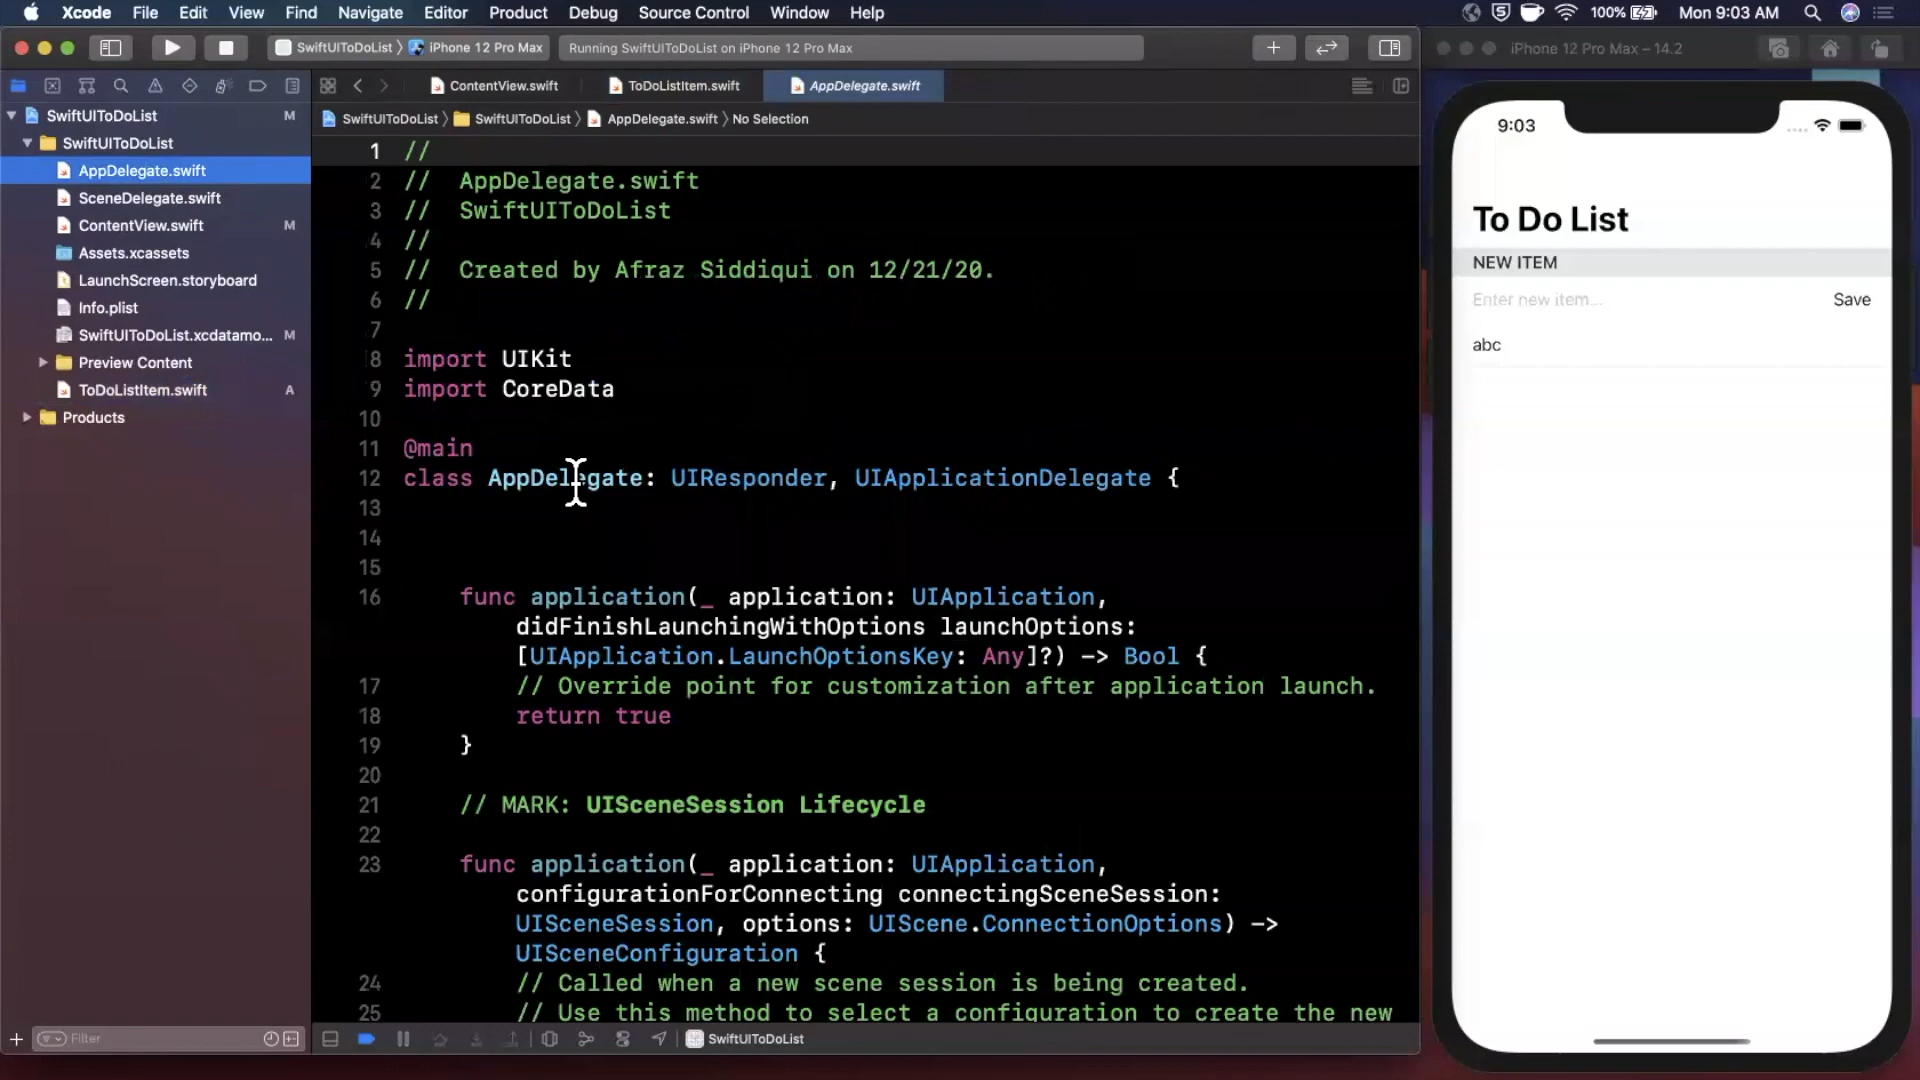 Xcode File Edit View Find Navigate Editor Product Debug Source Control Window Help
100% Mon 9:03 AM
SwiftUIToDoList iPhone 12 Pro Max
Running SwiftUIToDoList on iPhone 12 Pro Max
iPhone 12 Pro Max – 14.2
ContentView.swift
ToDoListItem.swift
AppDelegate.swift
SwiftUIToDoList SwiftUIToDoList AppDelegate.swift No Selection
SwiftUIToDoList M
SwiftUIToDoList
AppDelegate.swift
SceneDelegate.swift
ContentView.swift M
Assets.xcassets
LaunchScreen.storyboard
Info.plist
SwiftUIToDoList.xcdatamo... M
Preview Content
ToDoListItem.swift A
Products
Filter
1 //
2 // AppDelegate.swift
3 // SwiftUIToDoList
4 //
5 // Created by Afraz Siddiqui on 12/21/20.
6 //
7
8 import UIKit
9 import CoreData
10
11 @main
12 class AppDelegate: UIResponder, UIApplicationDelegate {
13
14
15
16 func application(_ application: UIApplication,
didFinishLaunchingWithOptions launchOptions:
[UIApplication.LaunchOptionsKey: Any]?) -> Bool {
17 // Override point for customization after application launch.
18 return true
19 }
20
21 // MARK: UISceneSession Lifecycle
22
23 func application(_ application: UIApplication,
configurationForConnecting connectingSceneSession:
UISceneSession, options: UIScene.ConnectionOptions) ->
UISceneConfiguration {
24 // Called when a new scene session is being created.
25 // Use this method to select a configuration to create the new
SwiftUIToDoList
9:03
To Do List
NEW ITEM
Enter new item... Save
abc